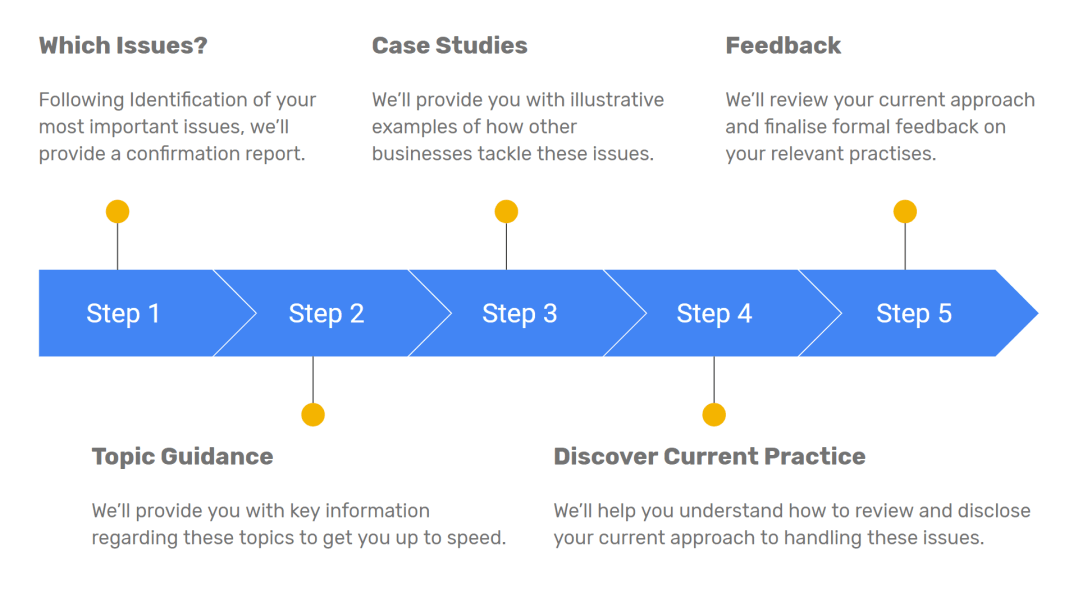 Which Issues?
Following Identification of your
most important issues, we’ll
provide a confirmation report.
Case Studies
We’ll provide you with illustrative
examples of how other
businesses tackle these issues.
Feedback
We’ll review your current approach
and finalise formal feedback on
your relevant practises.
Step 1
Step 2
Step 3
Step 4
Step 5
Topic Guidance
We’ll provide you with key information
regarding these topics to get you up to speed.
Discover Current Practice
We’ll help you understand how to review and disclose
your current approach to handling these issues.